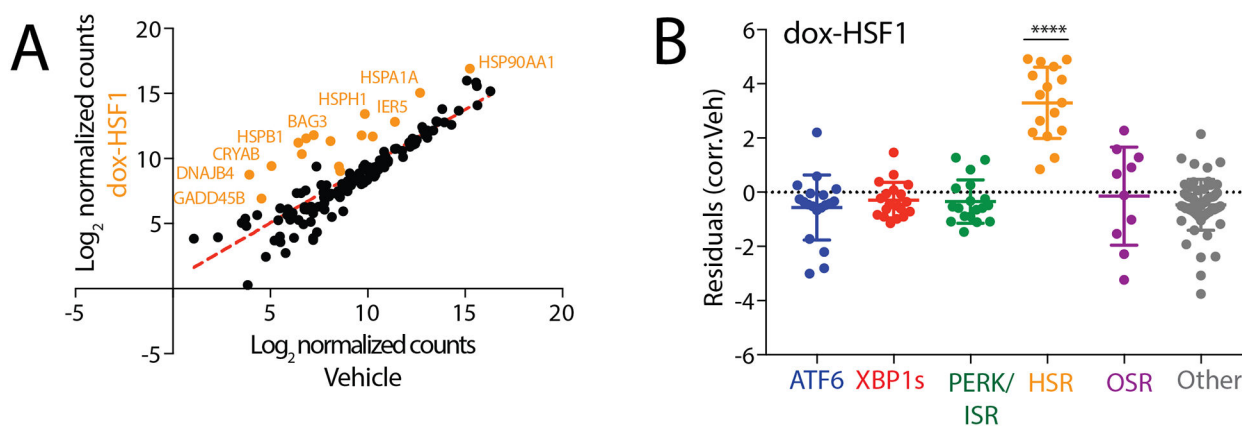 A
Log2 normalized counts
dox-HSF1
20
15
10
5
-5
-5
5
10
15
20
HSP90AA1
HSPA1A
HSPH1
IER5
BAG3
HSPB1
CRYAB
DNAJB4
GADD45B
Log2 normalized counts
Vehicle
B
dox-HSF1
****
Residuals (corr.Veh)
6
4
2
0
-2
-4
-6
ATF6
XBP1s
PERK/
ISR
HSR
OSR
Other